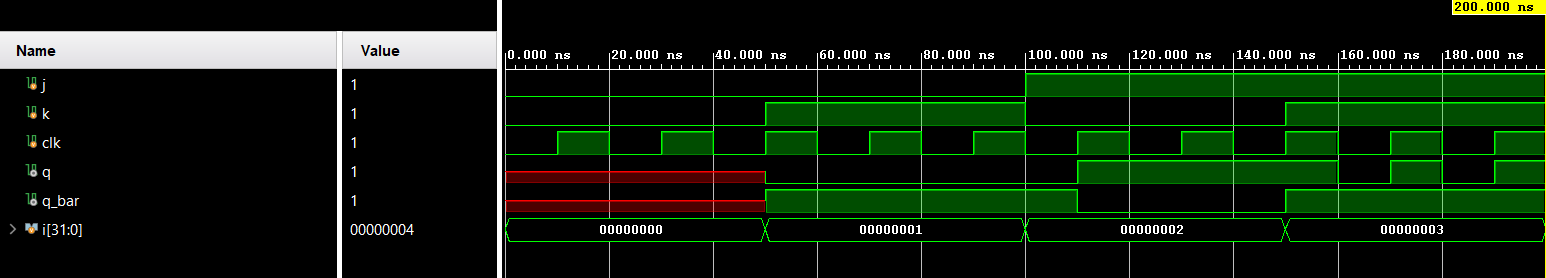 200.000 ns
Name Value
0.000 ns 20.000 ns 40.000 ns 60.000 ns 80.000 ns 100.000 ns 120.000 ns 140.000 ns 160.000 ns 180.000 ns
j 1
k 1
clk 1
q 1
q_bar 1
i[31:0] 00000004 00000000 00000001 00000002 00000003